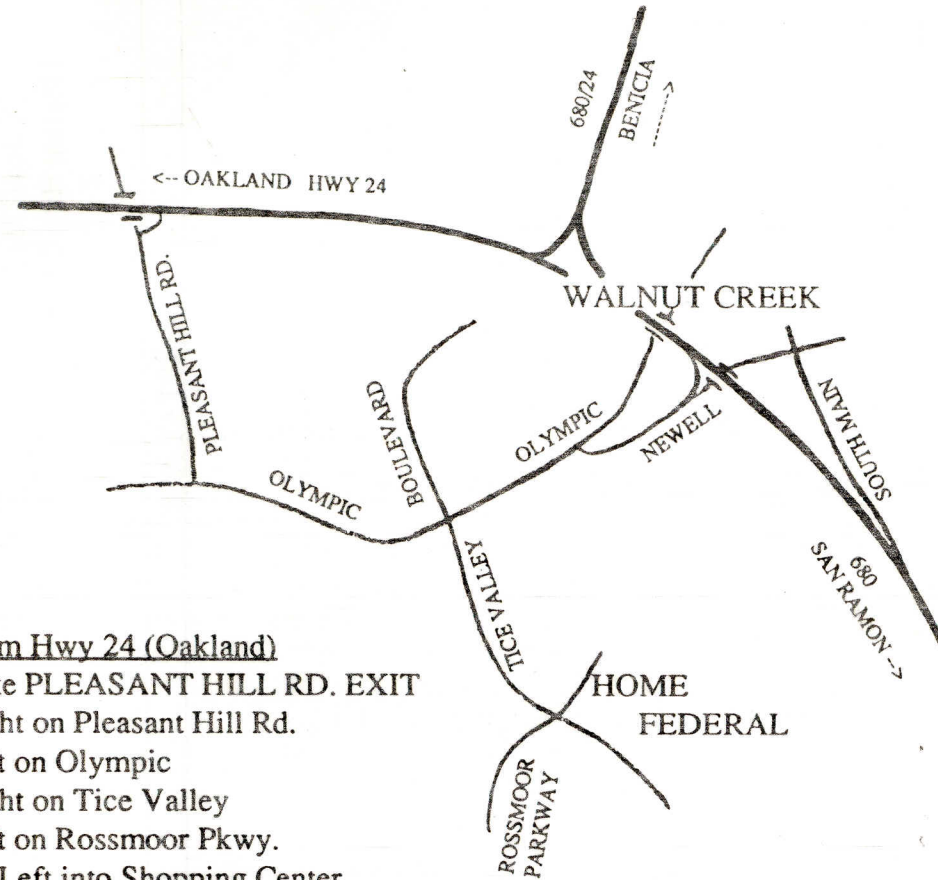 680/24
BENICIA
---------->
<-- OAKLAND HWY 24
WALNUT CREEK
PLEASANT HILL RD.
BOULEVARD
OLYMPIC
NEWELL
SOUTH MAIN
OLYMPIC
680
SAN RAMON -->
TICE VALLEY
HOME
FEDERAL
ROSSMOOR
PARKWAY
m Hwy 24 (Oakland)
e PLEASANT HILL RD. EXIT
ht on Pleasant Hill Rd.
t on Olympic
ht on Tice Valley
t on Rossmoor Pkwy.
Left into Shopping Center